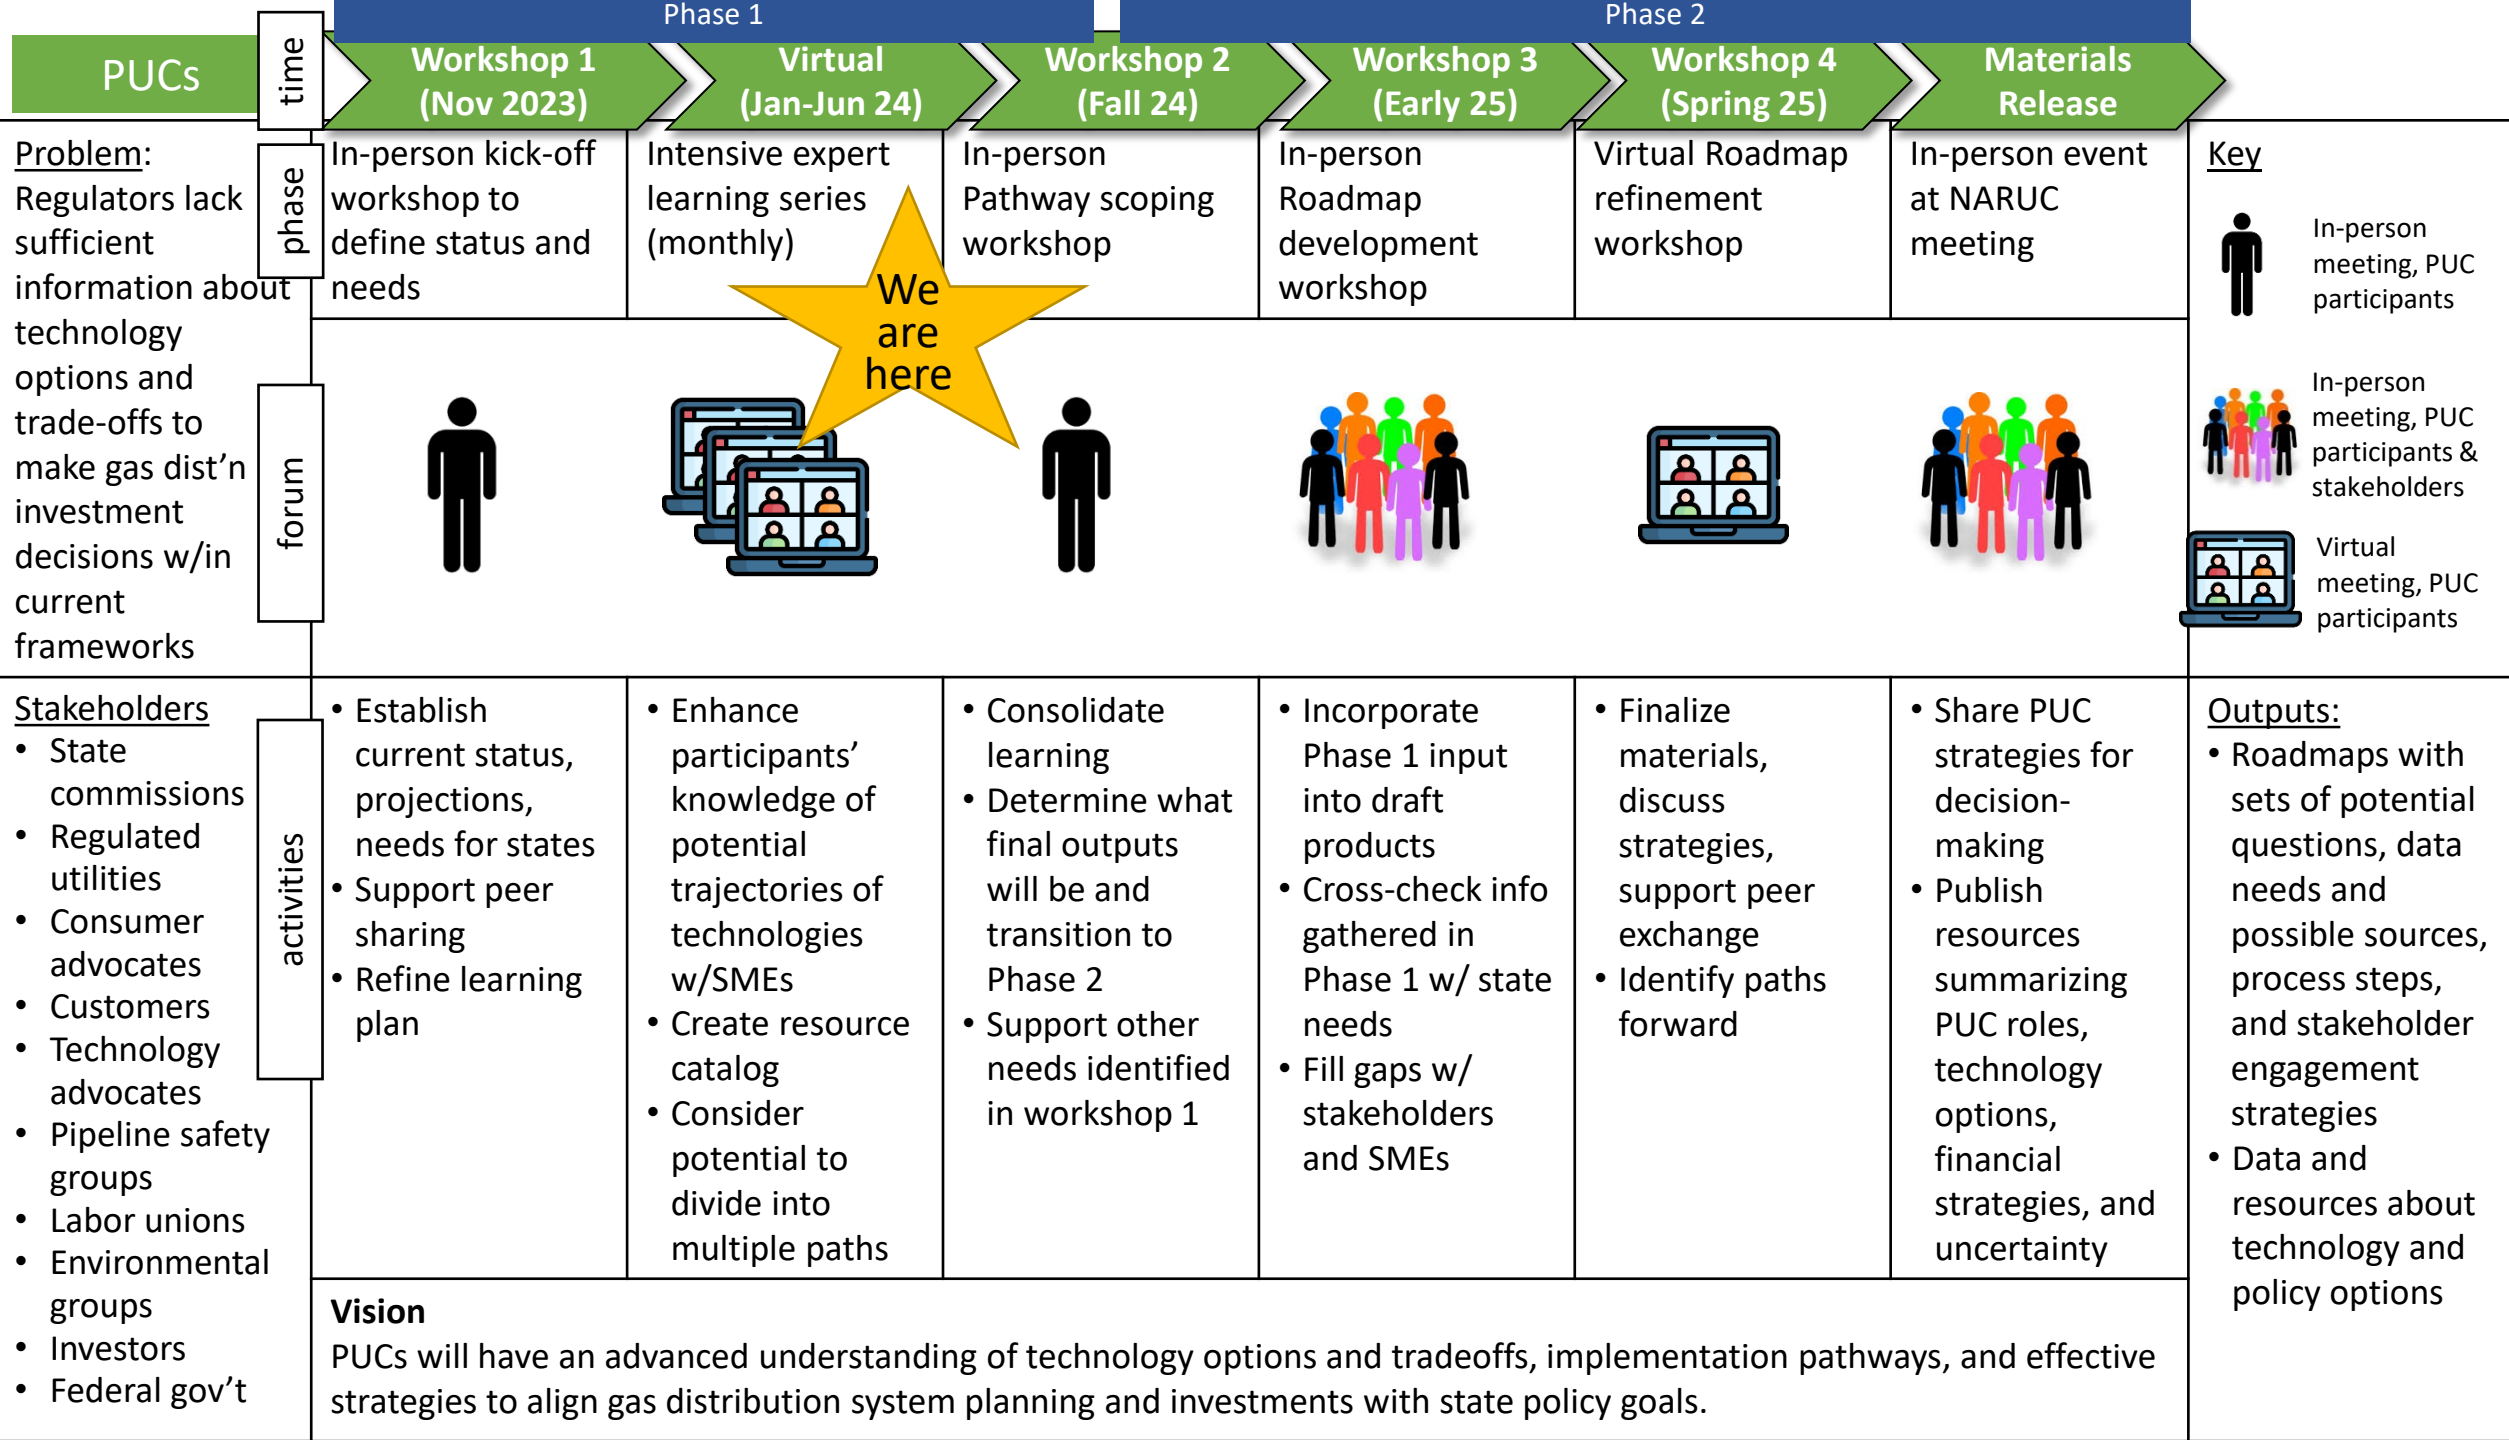 Phase 1
Phase 2
PUCs
time
Workshop 1
(Nov 2023)
Virtual
(Jan-Jun 24)
Workshop 2
(Fall 24)
Workshop 3
(Early 25)
Workshop 4
(Spring 25)
Materials
Release
Problem:
Regulators lack
sufficient
information about
technology
options and
trade-offs to
make gas dist’n
investment
decisions w/in
current
frameworks
phase
In-person kick-off
workshop to
define status and
needs
Intensive expert
learning series
(monthly)
In-person
Pathway scoping
workshop
In-person
Roadmap
development
workshop
Virtual Roadmap
refinement
workshop
In-person event
at NARUC
meeting
We
are
here
forum
Key
In-person
meeting, PUC
participants
In-person
meeting, PUC
participants &
stakeholders
Virtual
meeting, PUC
participants
Stakeholders
• State
commissions
• Regulated
utilities
• Consumer
advocates
• Customers
• Technology
advocates
• Pipeline safety
groups
• Labor unions
• Environmental
groups
• Investors
• Federal gov’t
activities
• Establish
current status,
projections,
needs for states
• Support peer
sharing
• Refine learning
plan
• Enhance
participants’
knowledge of
potential
trajectories of
technologies
w/SMEs
• Create resource
catalog
• Consider
potential to
divide into
multiple paths
• Consolidate
learning
• Determine what
final outputs
will be and
transition to
Phase 2
• Support other
needs identified
in workshop 1
• Incorporate
Phase 1 input
into draft
products
• Cross-check info
gathered in
Phase 1 w/ state
needs
• Fill gaps w/
stakeholders
and SMEs
• Finalize
materials,
discuss
strategies,
support peer
exchange
• Identify paths
forward
• Share PUC
strategies for
decision-
making
• Publish
resources
summarizing
PUC roles,
technology
options,
financial
strategies, and
uncertainty
Outputs:
• Roadmaps with
sets of potential
questions, data
needs and
possible sources,
process steps,
and stakeholder
engagement
strategies
• Data and
resources about
technology and
policy options
Vision
PUCs will have an advanced understanding of technology options and tradeoffs, implementation pathways, and effective
strategies to align gas distribution system planning and investments with state policy goals.